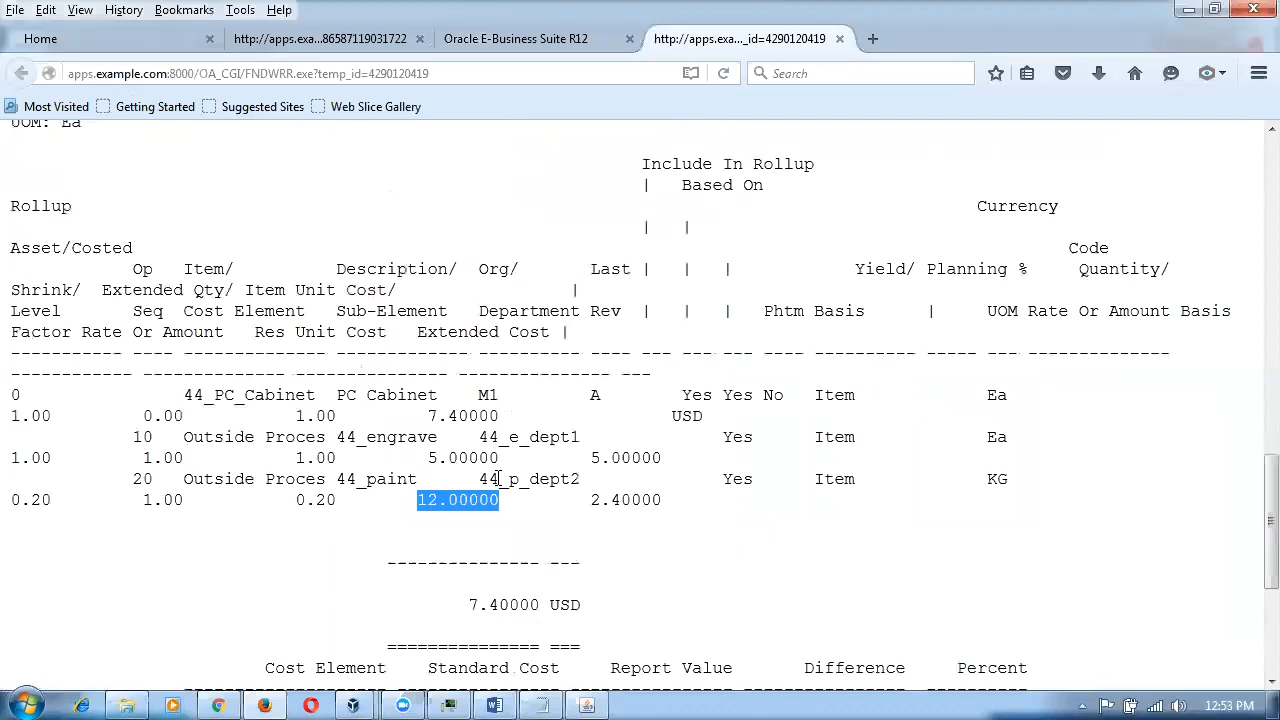 File Edit View History Bookmarks Tools Help
Home http://apps.exa...86587119031722 Oracle E-Business Suite R12 http://apps.exa..._id=4290120419
apps.example.com:8000/OA_CGI/FNDWRR.exe?temp_id=4290120419 Search
Most Visited Getting Started Suggested Sites Web Slice Gallery
UOM: Ea
Include In Rollup
| Based On
Rollup Currency
| |
Asset/Costed Code
Op Item/ Description/ Org/ Last | | | Yield/ Planning % Quantity/
Shrink/ Extended Qty/ Item Unit Cost/ |
Level Seq Cost Element Sub-Element Department Rev | | | Phtm Basis | UOM Rate Or Amount Basis
Factor Rate Or Amount Res Unit Cost Extended Cost |
----------- ---- -------------- ------------- ---------- ---- --- --- --- ---- ---------- ----- --- --------------
------------ -------------- --------------- --------------- ---
0 44_PC_Cabinet PC Cabinet M1 A Yes Yes No Item Ea
1.00 0.00 1.00 7.40000 USD
10 Outside Proces 44_engrave 44_e_dept1 Yes Item Ea
1.00 1.00 1.00 5.00000 5.00000
20 Outside Proces 44_paint 44_p_dept2 Yes Item KG
0.20 1.00 0.20 12.00000 2.40000
--------------- ---
7.40000 USD
=============== ===
Cost Element Standard Cost Report Value Difference Percent
12:53 PM